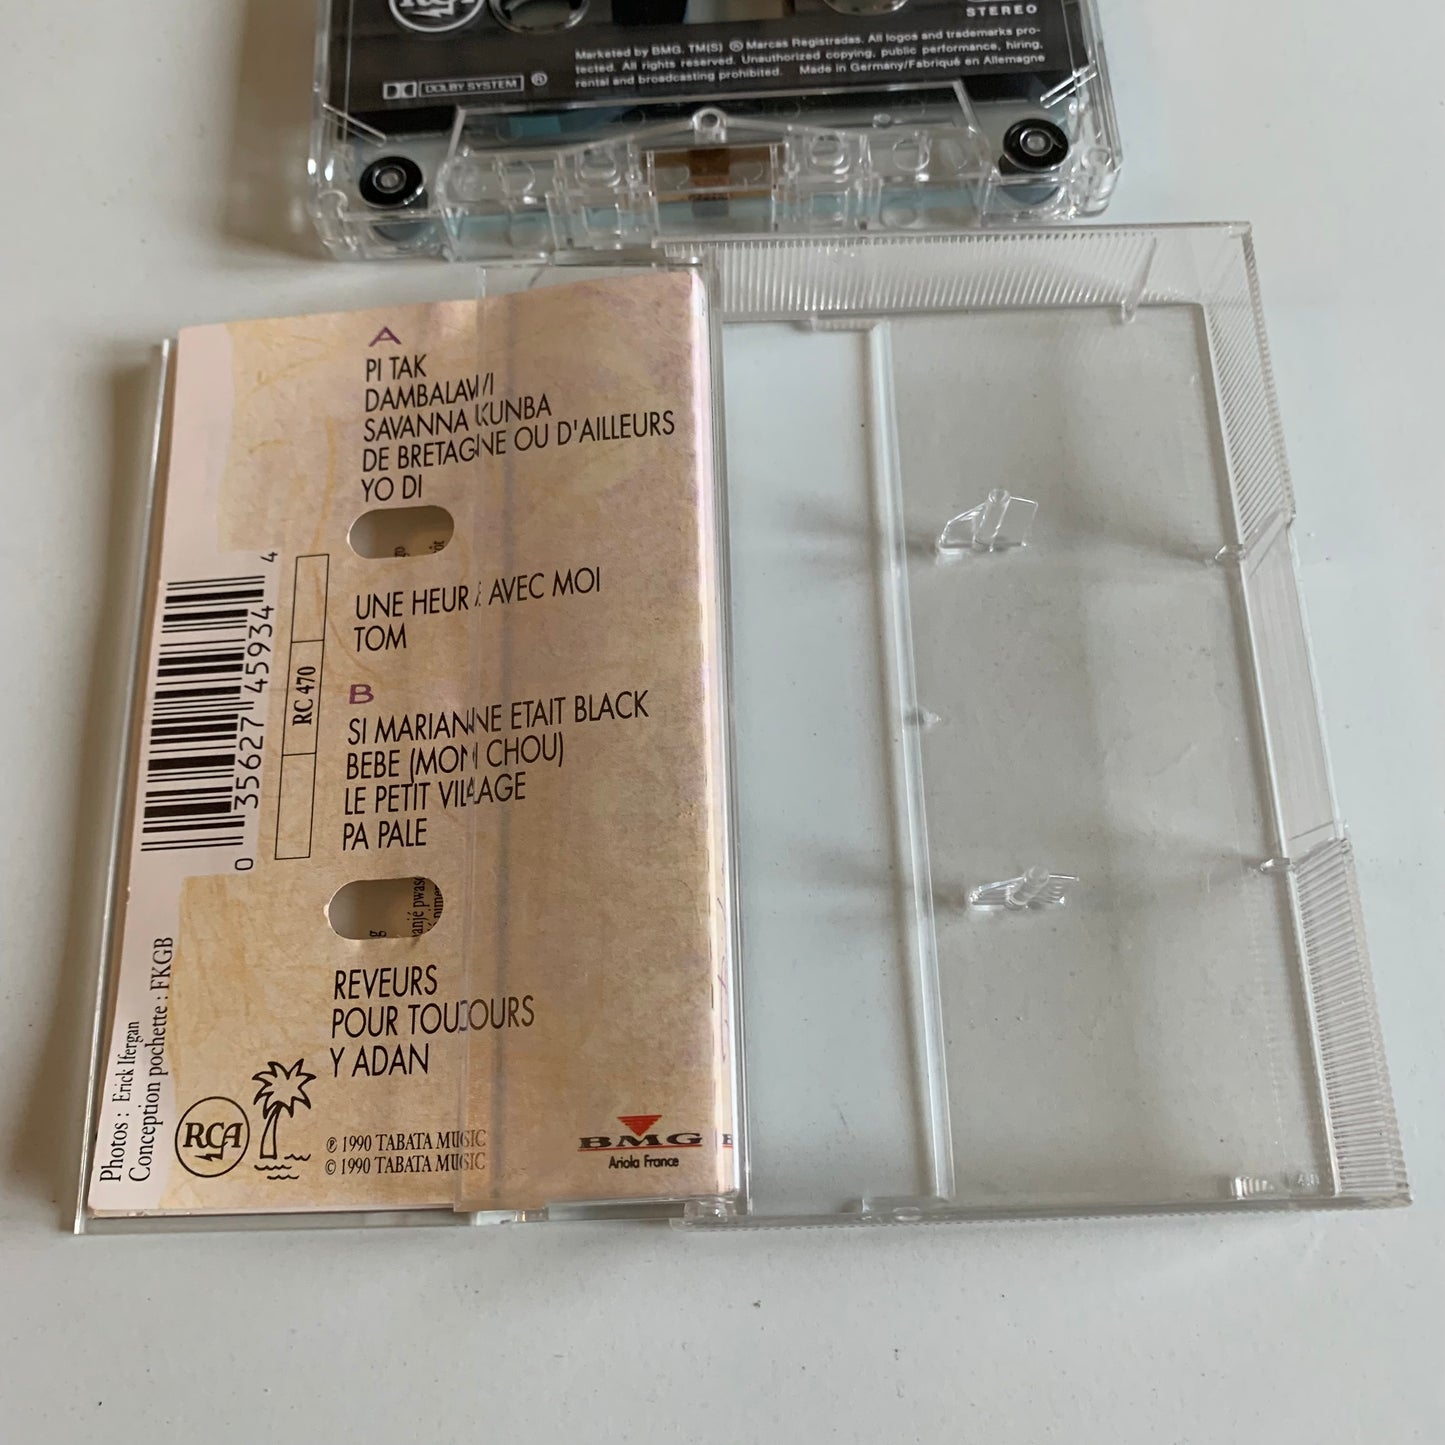 STEREO
Marketed by BMG. TM(S) ® Marcas Registradas. All logos and trademarks pro-
tected. All rights reserved. Unauthorized copying, public performance, hiring,
rental and broadcasting prohibited. Made in Germany/Fabriqué en Allemagne
DOLBY SYSTEM ®
A
PI TAK
DAMBALAWI
SAVANNA KUNBA
DE BRETAGNE OU D'AILLEURS
YO DI
UNE HEUR AVEC MOI
TOM
B
SI MARIANNE ETAIT BLACK
BEBE (MON CHOU)
LE PETIT VILLAGE
PA PALE
REVEURS
POUR TOUJOURS
Y ADAN
℗ 1990 TABATA MUSIC
© 1990 TABATA MUSIC
BMG
Ariola France
RCA
RC 470
0 35627 45934 4
Photos : Erick Ifergan
Conception pochette : FKGB